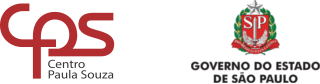 cps
Centro
Paula Souza
SP
GOVERNO DO ESTADO
DE SÃO PAULO